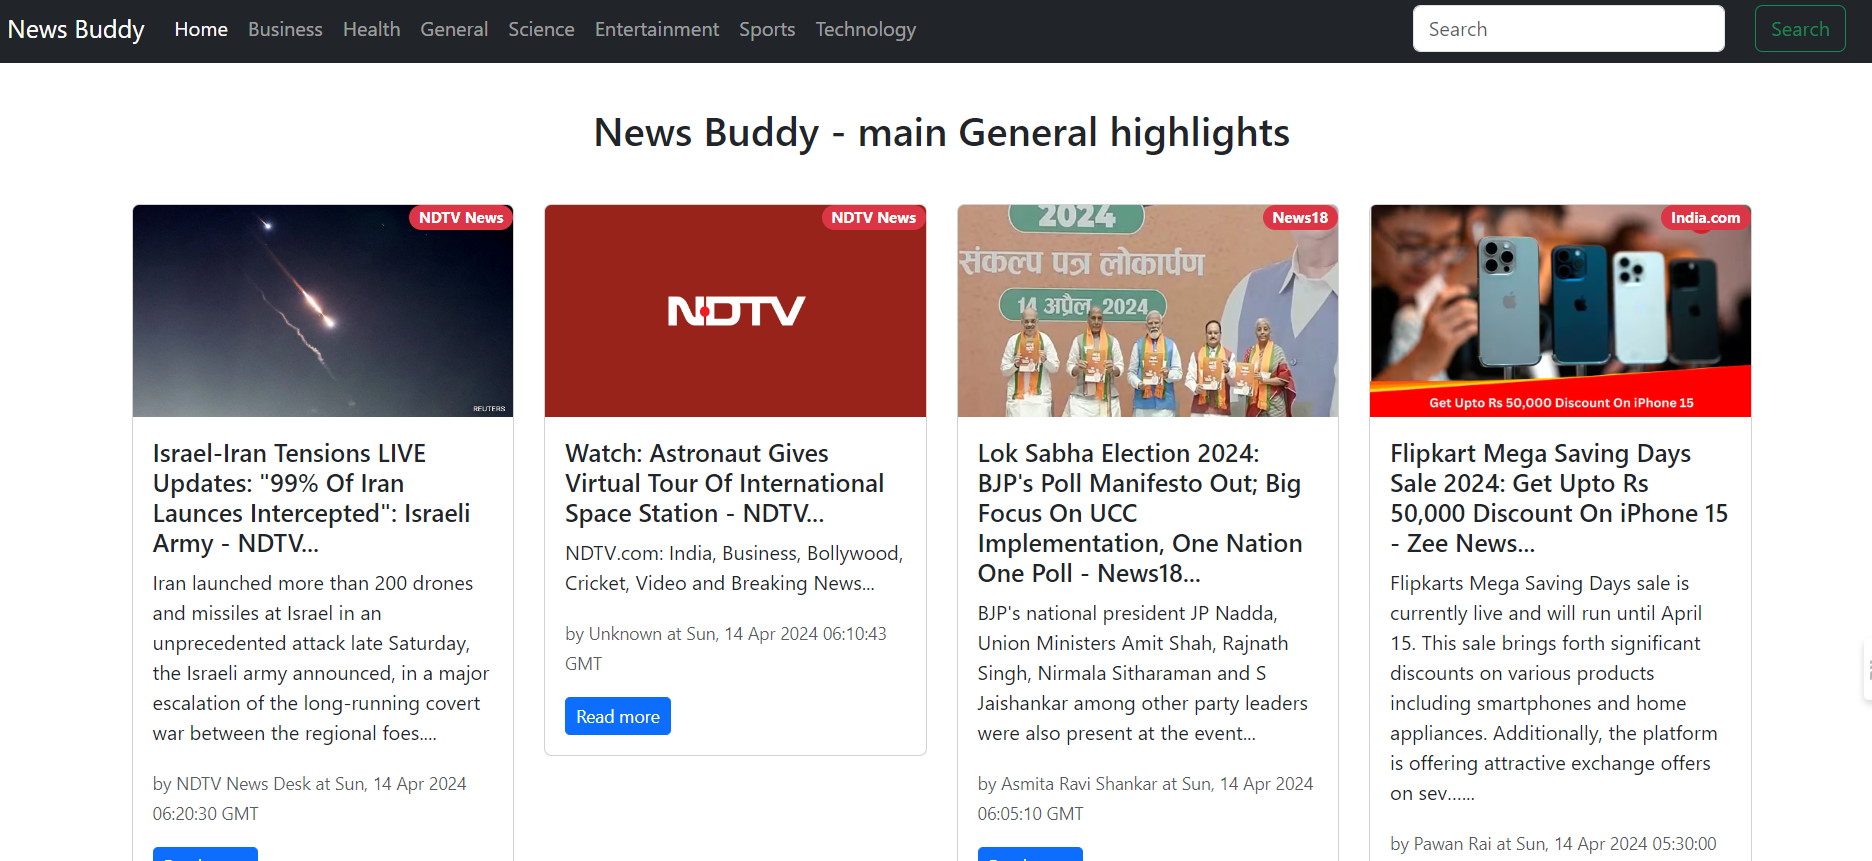 News Buddy
Home
Business
Health
General
Science
Entertainment
Sports
Technology
Search
Search
News Buddy - main General highlights
NDTV News
REUTERS
Israel-Iran Tensions LIVE
Updates: "99% Of Iran
Launces Intercepted": Israeli
Army - NDTV...
Iran launched more than 200 drones
and missiles at Israel in an
unprecedented attack late Saturday,
the Israeli army announced, in a major
escalation of the long-running covert
war between the regional foes....
by NDTV News Desk at Sun, 14 Apr 2024
06:20:30 GMT
NDTV News
NDTV
Watch: Astronaut Gives
Virtual Tour Of International
Space Station - NDTV...
NDTV.com: India, Business, Bollywood,
Cricket, Video and Breaking News...
by Unknown at Sun, 14 Apr 2024 06:10:43
GMT
Read more
News18
2024
संकल्प पत्र लोकार्पण
14 अप्रैल, 2024
Lok Sabha Election 2024:
BJP's Poll Manifesto Out; Big
Focus On UCC
Implementation, One Nation
One Poll - News18...
BJP's national president JP Nadda,
Union Ministers Amit Shah, Rajnath
Singh, Nirmala Sitharaman and S
Jaishankar among other party leaders
were also present at the event...
by Asmita Ravi Shankar at Sun, 14 Apr 2024
06:05:10 GMT
India.com
Get Upto Rs 50,000 Discount On iPhone 15
Flipkart Mega Saving Days
Sale 2024: Get Upto Rs
50,000 Discount On iPhone 15
- Zee News...
Flipkarts Mega Saving Days sale is
currently live and will run until April
15. This sale brings forth significant
discounts on various products
including smartphones and home
appliances. Additionally, the platform
is offering attractive exchange offers
on sev......
by Pawan Rai at Sun, 14 Apr 2024 05:30:00